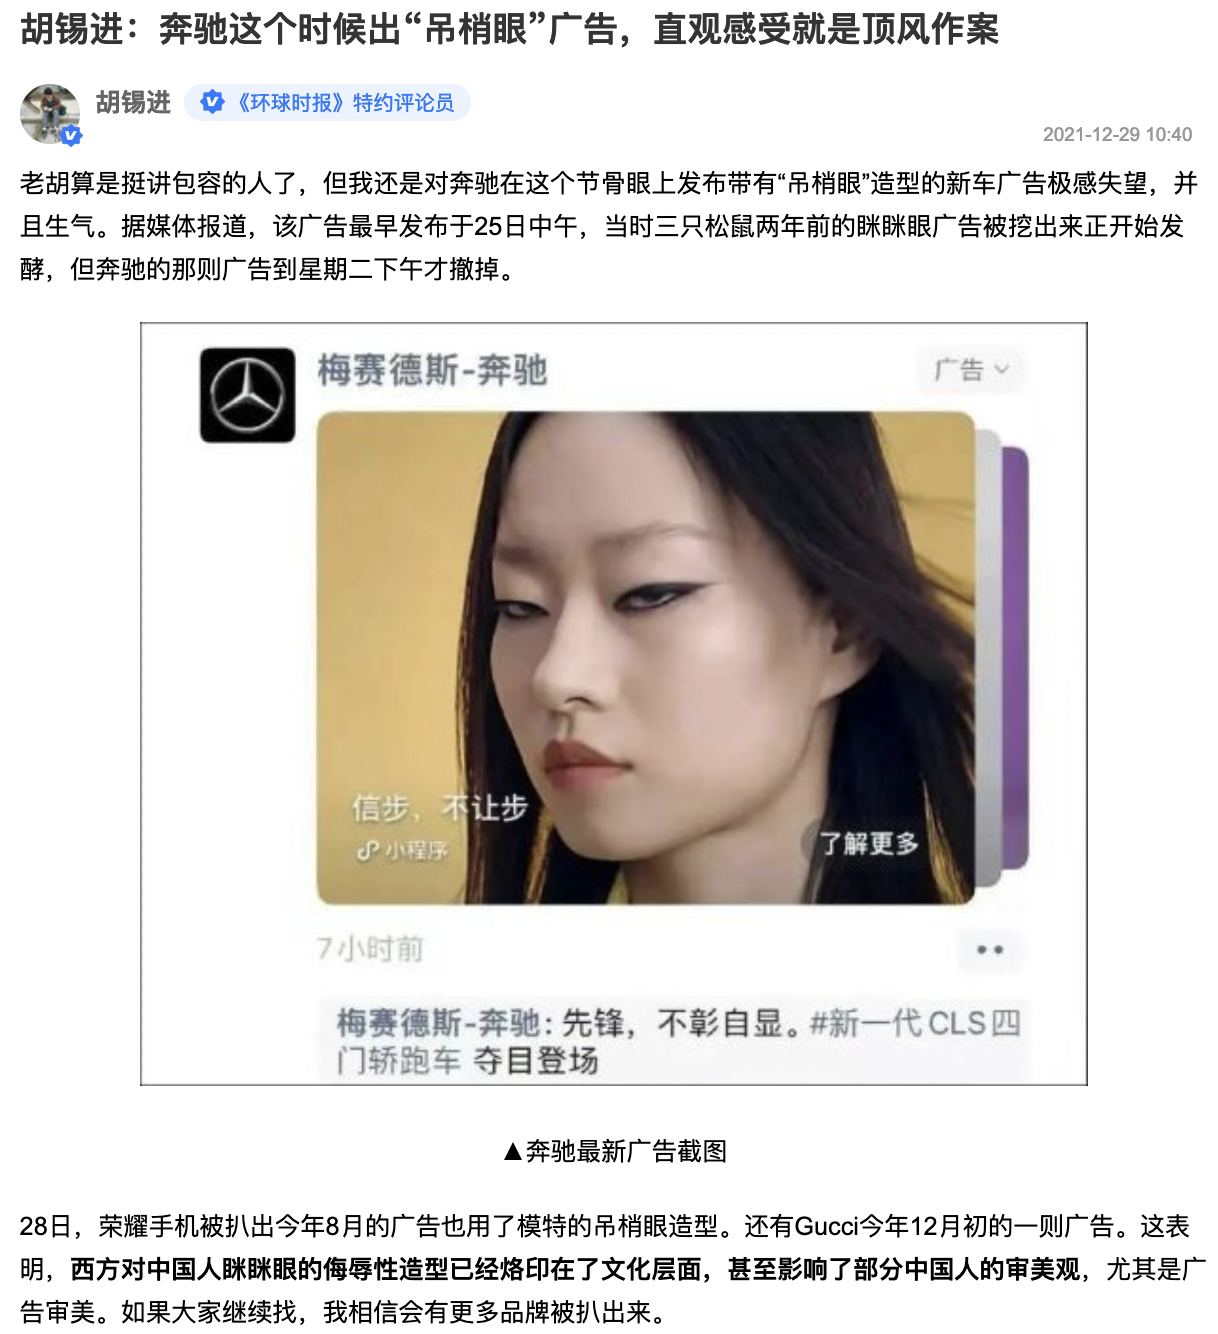 胡锡进：奔驰这个时候出“吊梢眼”广告，直观感受就是顶风作案
胡锡进 《环球时报》特约评论员
2021-12-29 10:40
老胡算是挺讲包容的人了，但我还是对奔驰在这个节骨眼上发布带有“吊梢眼”造型的新车广告极感失望，并
且生气。据媒体报道，该广告最早发布于25日中午，当时三只松鼠两年前的眯眯眼广告被挖出来正开始发
酵，但奔驰的那则广告到星期二下午才撤掉。
梅赛德斯-奔驰
广告
信步，不让步
小程序
了解更多
7小时前
梅赛德斯-奔驰：先锋，不彰自显。#新一代CLS四
门轿跑车 夺目登场
▲奔驰最新广告截图
28日，荣耀手机被扒出今年8月的广告也用了模特的吊梢眼造型。还有Gucci今年12月初的一则广告。这表
明，西方对中国人眯眯眼的侮辱性造型已经烙印在了文化层面，甚至影响了部分中国人的审美观，尤其是广
告审美。如果大家继续找，我相信会有更多品牌被扒出来。